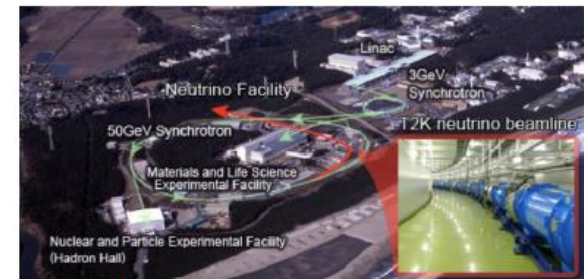 Linac
3GeV
Synchrotron
Neutrino Facility
T2K neutrino beamline
50GeV Synchrotron
Materials and Life Science
Experimental Facility
Nuclear and Particle Experimental Facility
(Hadron Hall)